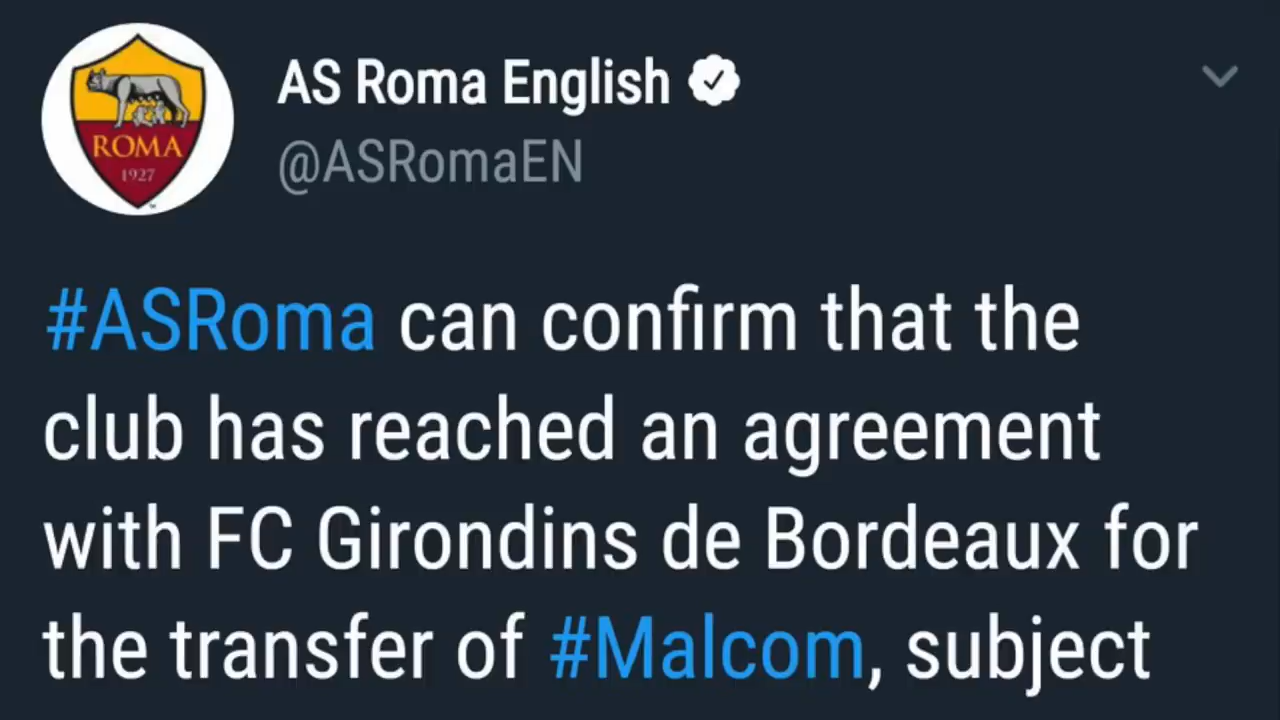 ROMA
1927
AS Roma English
@ASRomaEN
#ASRoma can confirm that the
club has reached an agreement
with FC Girondins de Bordeaux for
the transfer of #Malcom, subject